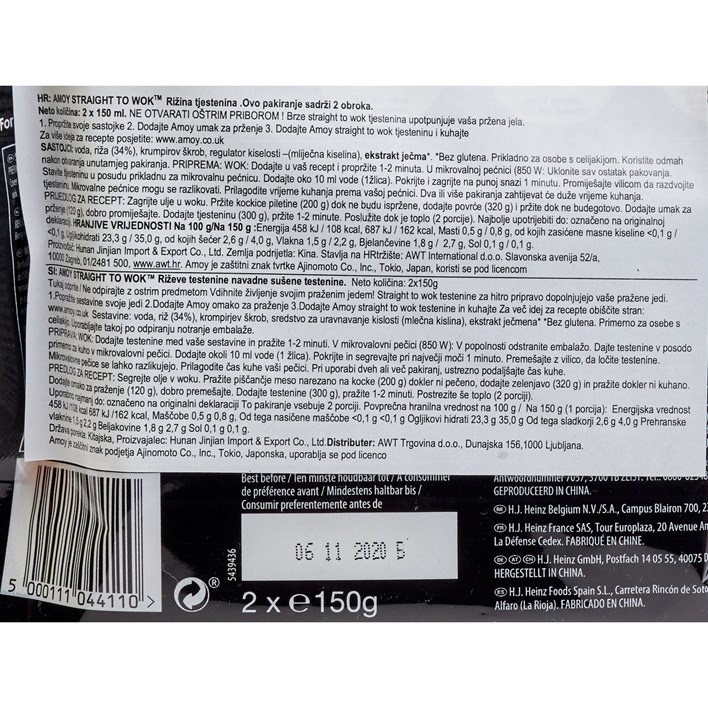 HR: AMOY STRAIGHT TO WOK™ Rižina tjestenina .Ovo pakiranje sadrži 2 obroka.
Neto količina: 2 x 150 ml. NE OTVARATI OŠTRIM PRIBOROM ! Brze straight to wok tjestenina upotpunjuje vaša pržena jela.
1. Propržite svoje sastojke 2. Dodajte Amoy umak za prženje 3. Dodajte Amoy straight to wok tjesteninu i kuhajte
Za više ideja za recepte posjetite: www.amoy.co.uk
SASTOJCI: voda, riža (34%), krumpirov škrob, regulator kiselosti –(mliječna kiselina), ekstrakt ječma*. *Bez glutena. Prikladno za osobe s celijakijom. Koristite odmah
nakon otvaranja unutarnjeg pakiranja. PRIPREMA: WOK: Dodajte u vaš recept i propržite 1-2 minuta. U mikrovalnoj pećnici (850 W: Uklonite sav ostatak pakovanja.
Stavite tjesteninu u posudu prikladnu za mikrovalnu pećnicu. Dodajte oko 10 ml vode (1žlica). Pokrijte i zagrijte na punoj snazi 1 minutu. Promiješajte vilicom da razdvojite
tjesteninu. Mikrovalne pećnice mogu se razlikovati. Prilagodite vrijeme kuhanja prema vašoj pećnici. Dva ili više pakiranja zahtijevat će duže vrijeme kuhanja.
PRIJEDLOG ZA RECEPT: Zagrijte ulje u woku. Pržite kockice piletine (200 g) dok ne budu ispržene, dodajte povrće (320 g) i pržite dok ne budegotovo. Dodajte umak za
prženje (120 g), dobro promiješajte. Dodajte tjesteninu (300 g), pržite 1-2 minute. Poslužite dok je toplo (2 porcije). Najbolje upotrijebiti do: označeno na originalnoj
deklaraciji. HRANJIVE VRIJEDNOSTI Na 100 g/Na 150 g :Energija 458 kJ / 108 kcal, 687 kJ / 162 kcal, Masti 0,5 g / 0,8 g, od kojih zasićene masne kiseline <0,1 g /
<0,1 g, Ugljikohidrati 23,3 g / 35,0 g, od kojih šećer 2,6 g / 4,0 g, Vlakna 1,5 g / 2,2 g, Bjelančevine 1,8 g / 2,7 g, Sol 0,1 g / 0,1 g.
Proizvođač: Hunan Jinjian Import & Export Co., Ltd. Zemlja podrijetla: Kina. Stavlja na HRtržište: AWT International d.o.o. Slavonska avenija 52/a,
10000 Zagreb, 01/2481 500, www.awt.hr. Amoy je zaštitni znak tvrtke Ajinomoto Co., Inc., Tokio, Japan, koristi se pod licencom
SI: AMOY STRAIGHT TO WOK™ Riževe testenine navadne sušene testenine. Neto količina: 2x150g
Tukaj odprite / Ne odpirajte z ostrim predmetom Vdihnite življenje svojim praženim jedem! Straight to wok testenine za hitro pripravo dopolnjujejo vaše pražene jedi.
1.Popražite sestavine svoje jedi 2.Dodajte Amoy omako za praženje 3.Dodajte Amoy straight to wok testenine in kuhajte Za več idej za recepte obiščite stran:
www.amoy.co.uk Sestavine: voda, riž (34%), krompirjev škrob, sredstvo za uravnavanje kislosti (mlečna kislina), ekstrakt ječmena* *Bez glutena. Primerno za osebe s
celiakijo. Uporabljajte takoj po odpiranju notranje embalaže.
PRIPRAVA: WOK: Dodajte testenine med vaše sestavine in pražite 1-2 minuti. V mikrovalovni pečici (850 W): V popolnosti odstranite embalažo. Dajte testenine v posodo
primerno za kuho v mikrovalovni pečici. Dodajte okoli 10 ml vode (1 žlica). Pokrijte in segrevajte pri največji moči 1 minuto. Premešajte z vilico, da ločite testenine.
Mikrovalovne pečice se lahko razlikujejo. Prilagodite čas kuhe vaši pečici. Pri uporabi dveh ali več pakiranj, ustrezno podaljšajte čas kuhe.
PREDLOG ZA RECEPT: Segrejte olje v woku. Pražite piščančje meso narezano na kocke (200 g) dokler ni pečeno, dodajte zelenjavo (320 g) in pražite dokler ni kuhano.
Dodajte omako za praženje (120 g), dobro premešajte. Dodajte testenine (300 g), pražite 1-2 minuti. Postrezite še toplo (2 porciji).
Uporabno najmanj do: označeno na originalni deklaraciji To pakiranje vsebuje 2 porciji. Povprečna hranilna vrednost na 100 g / Na 150 g (1 porcija): Energijska vrednost
458 kJ /108 kcal 687 kJ /162 kcal, Maščobe 0,5 g 0,8 g, Od tega nasičene maščobe <0,1 g <0,1 g Ogljikovi hidrati 23,3 g 35,0 g Od tega sladkorji 2,6 g 4,0 g Prehranske
vlaknine 1,5 g 2,2 g Beljakovine 1,8 g 2,7 g Sol 0,1 g 0,1 g.
Država porekla: Kitajska, Proizvajalec: Hunan Jinjian Import & Export Co., Ltd.Distributer: AWT Trgovina d.o.o., Dunajska 156,1000 Ljubljana.
Amoy je zaščitni znak podjetja Ajinomoto Co., Inc., Tokio, Japonska, uporablja se pod licenco
Best before / Ten minste houdbaar tot / À consommer
de préférence avant / Mindestens haltbar bis /
Consumir preferentemente antes de
06 11 2020 Б
5439436
2 x ℮ 150g
5 000111 044110 >
®
GEPRODUCEERD IN CHINA.
BE H.J. Heinz Belgium N.V./S.A., Campus Blairon 700, 2
FR H.J. Heinz France SAS, Tour Europlaza, 20 Avenue An
La Défense Cedex. FABRIQUÉ EN CHINE.
DE AT CH H.J. Heinz GmbH, Postfach 14 05 55, 40075 D
HERGESTELLT IN CHINA.
ES H.J. Heinz Foods Spain S.L., Carretera Rincón de Soto
Alfaro (La Rioja). FABRICADO EN CHINA.